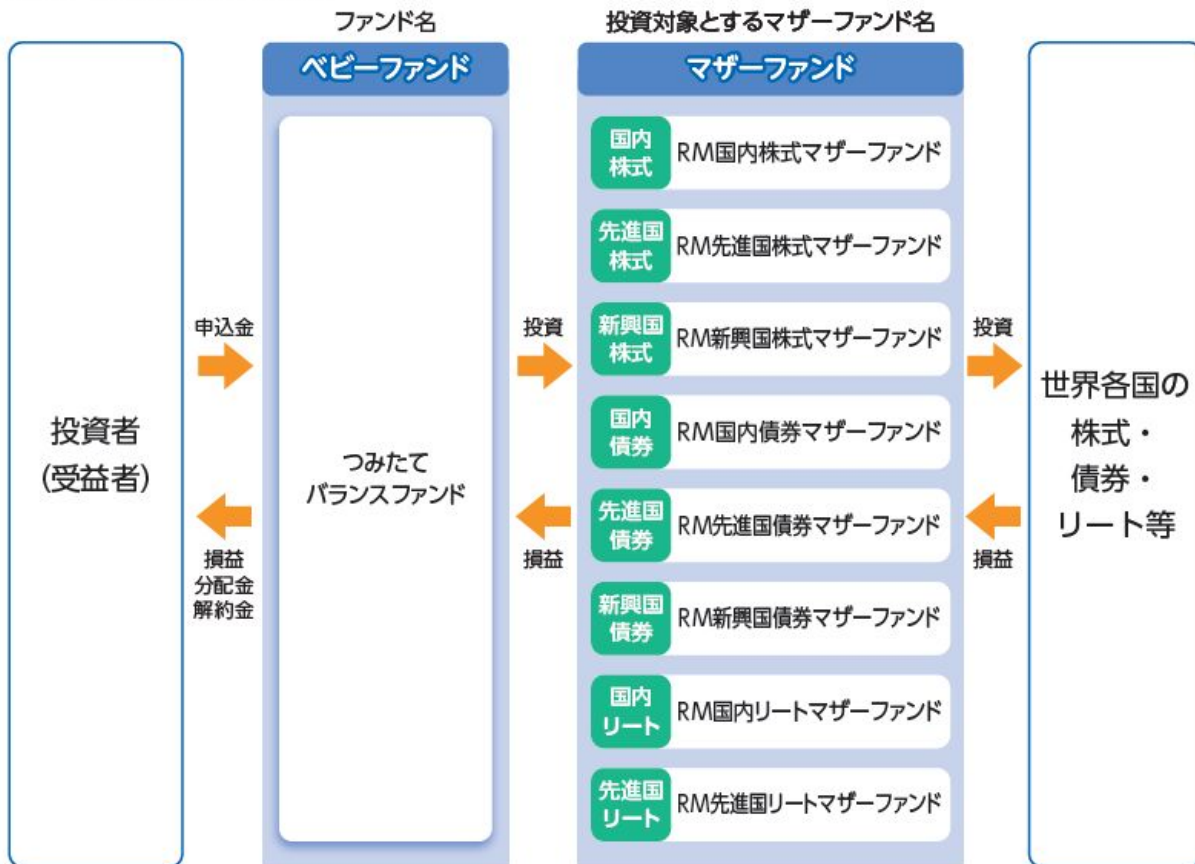 ファンド名
投資対象とするマザーファンド名
ベビーファンド
マザーファンド
投資者
(受益者)
申込金
損益
分配金
解約金
つみたて
バランスファンド
投資
損益
国内
株式
RM国内株式マザーファンド
先進国
株式
RM先進国株式マザーファンド
新興国
株式
RM新興国株式マザーファンド
国内
債券
RM国内債券マザーファンド
先進国
債券
RM先進国債券マザーファンド
新興国
債券
RM新興国債券マザーファンド
国内
リート
RM国内リートマザーファンド
先進国
リート
RM先進国リートマザーファンド
投資
損益
世界各国の
株式・
債券・
リート等